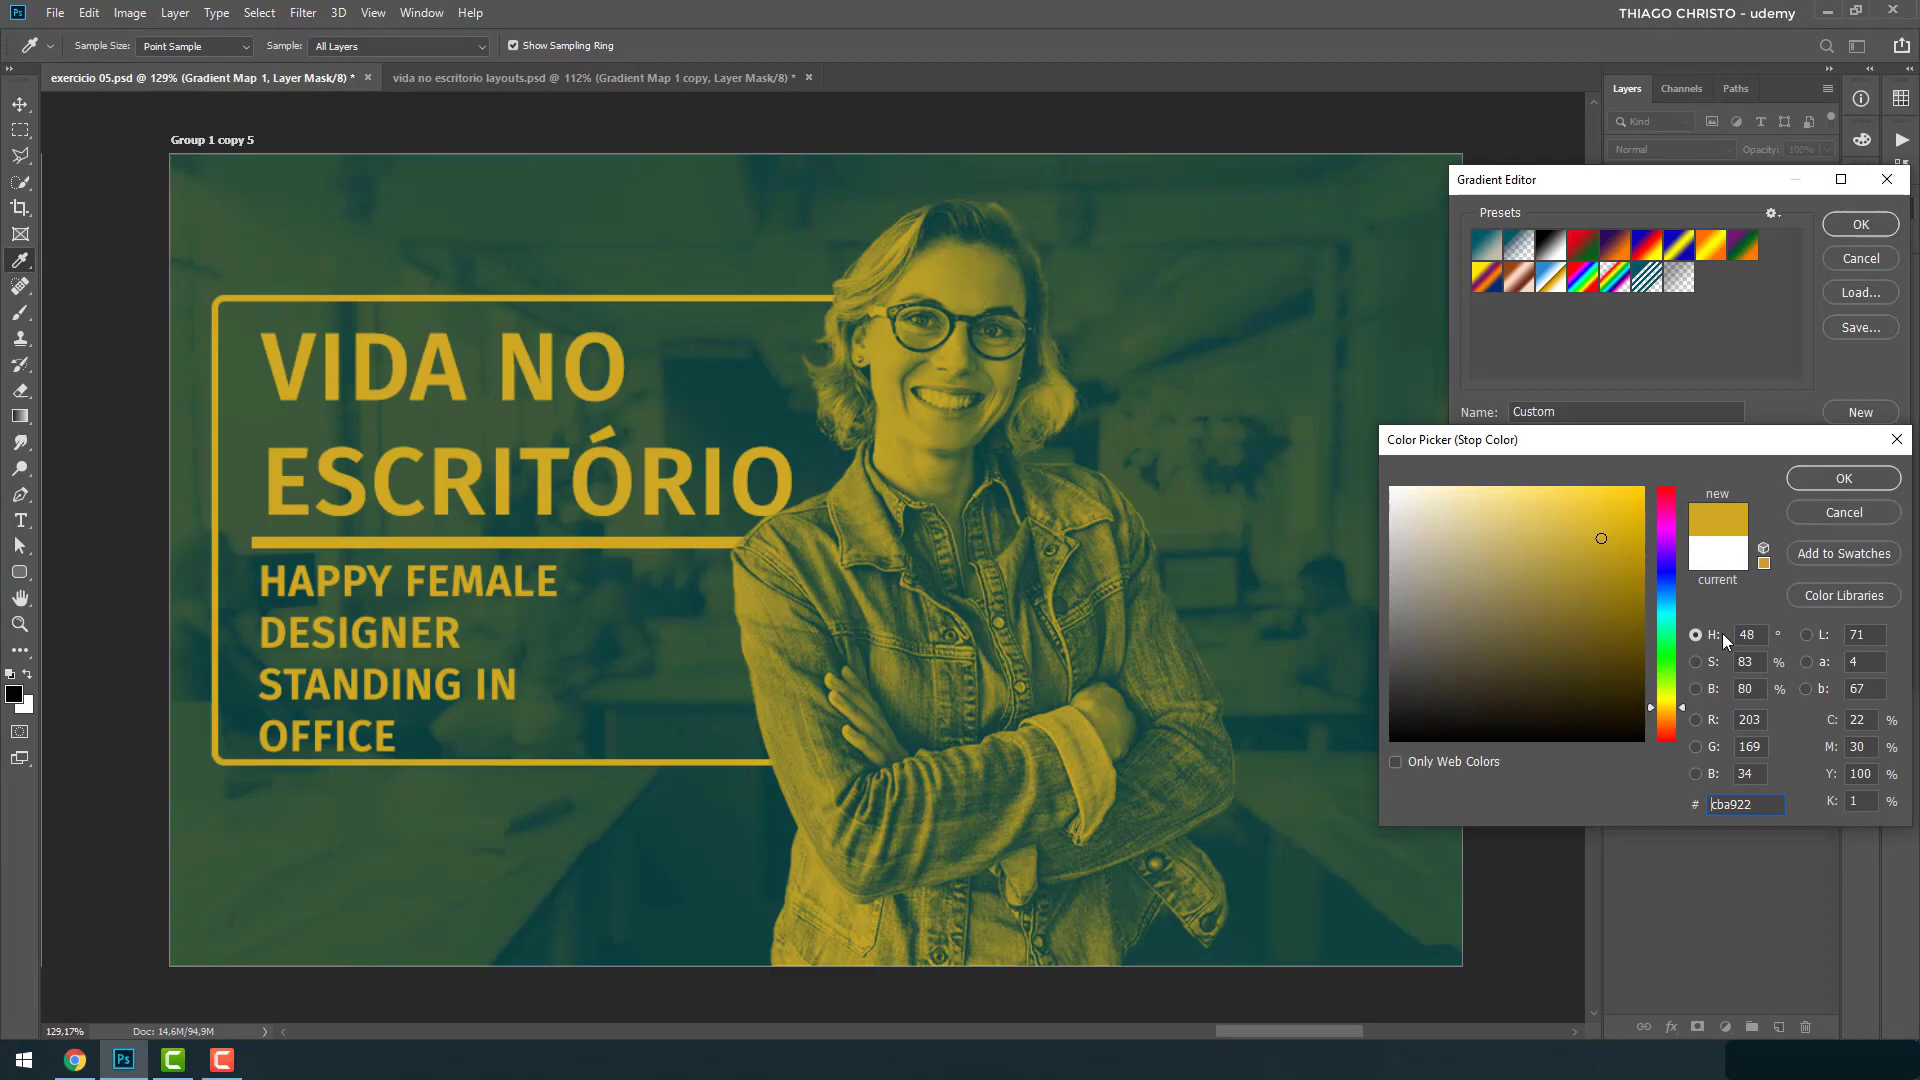 Ps File Edit Image Layer Type Select Filter 3D View Window Help THIAGO CHRISTO - udemy
Sample Size: Point Sample Sample: All Layers Show Sampling Ring
exercicio 05.psd @ 129% (Gradient Map 1, Layer Mask/8) * vida no escritorio layouts.psd @ 112% (Gradient Map 1 copy, Layer Mask/8) *
Layers Channels Paths
Kind
Normal Opacity: 100%
Group 1 copy 5
VIDA NO
ESCRITÓRIO
HAPPY FEMALE
DESIGNER
STANDING IN
OFFICE
Gradient Editor
Presets
OK
Cancel
Load...
Save...
Name: Custom New
Color Picker (Stop Color)
new
current
OK
Cancel
Add to Swatches
Color Libraries
H: 48 ° L: 71
S: 83 % a: 4
B: 80 % b: 67
R: 203 C: 22 %
G: 169 M: 30 %
B: 34 Y: 100 %
# cba922 K: 1 %
Only Web Colors
129,17% Doc: 14,6M/94,9M
fx
Ps